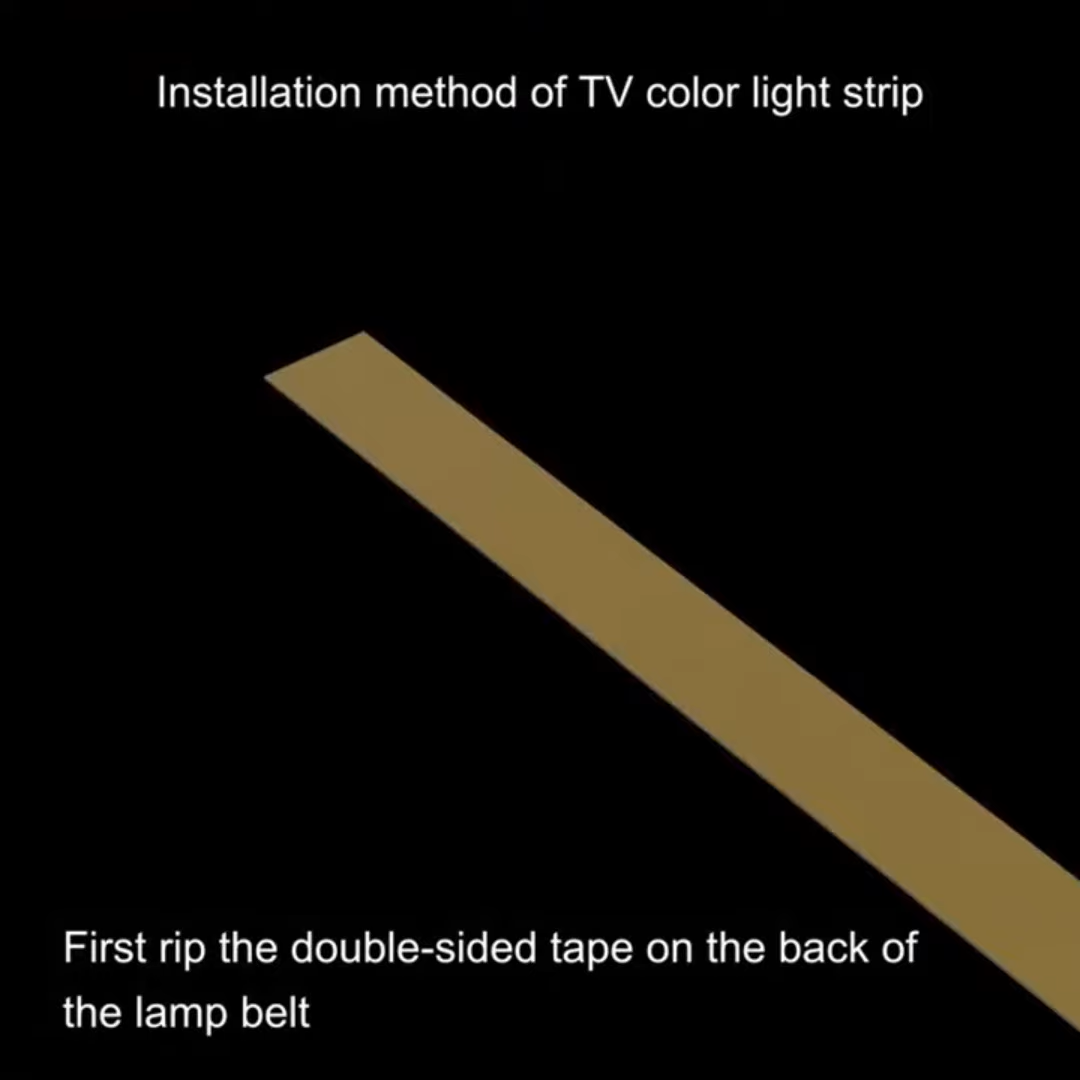 Installation method of TV color light strip
First rip the double-sided tape on the back of
the lamp belt